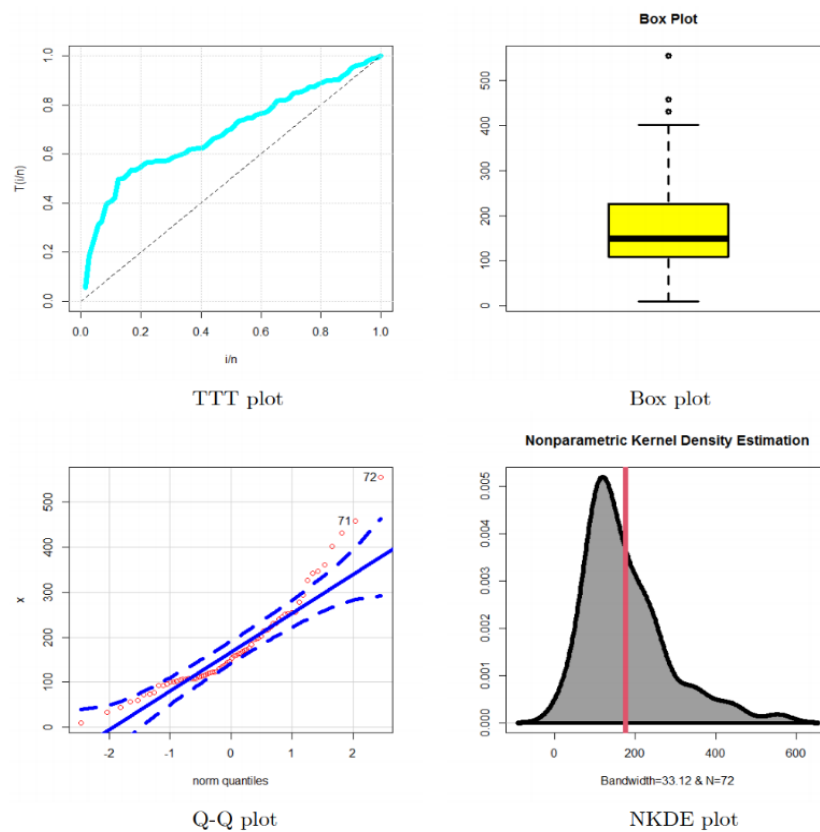 1.0
0.8
0.6
0.4
0.2
0.0
T(i/n)
0.0 0.2 0.4 0.6 0.8 1.0
i/n
TTT plot
Box Plot
500
400
300
200
100
0
Box plot
500
400
300
200
100
0
x
72
71
-2 -1 0 1 2
norm quantiles
Q-Q plot
Nonparametric Kernel Density Estimation
0.005
0.004
0.003
0.002
0.001
0.000
0 200 400 600
Bandwidth=33.12 & N=72
NKDE plot